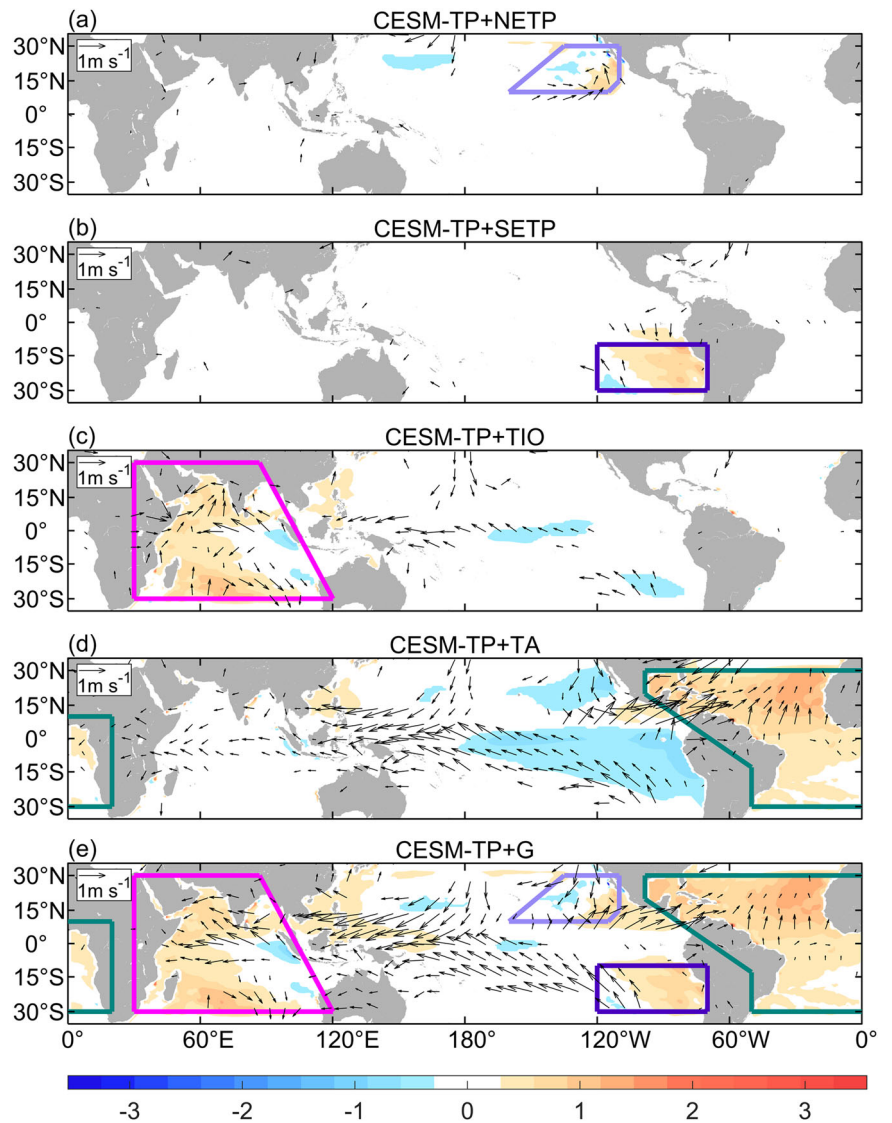 (a) CESM-TP+NETP
30°N
15°N
0°
15°S
30°S
1m s⁻¹
(b) CESM-TP+SETP
30°N
15°N
0°
15°S
30°S
1m s⁻¹
(c) CESM-TP+TIO
30°N
15°N
0°
15°S
30°S
1m s⁻¹
(d) CESM-TP+TA
30°N
15°N
0°
15°S
30°S
1m s⁻¹
(e) CESM-TP+G
30°N
15°N
0°
15°S
30°S
1m s⁻¹
0° 60°E 120°E 180° 120°W 60°W 0°
-3 -2 -1 0 1 2 3